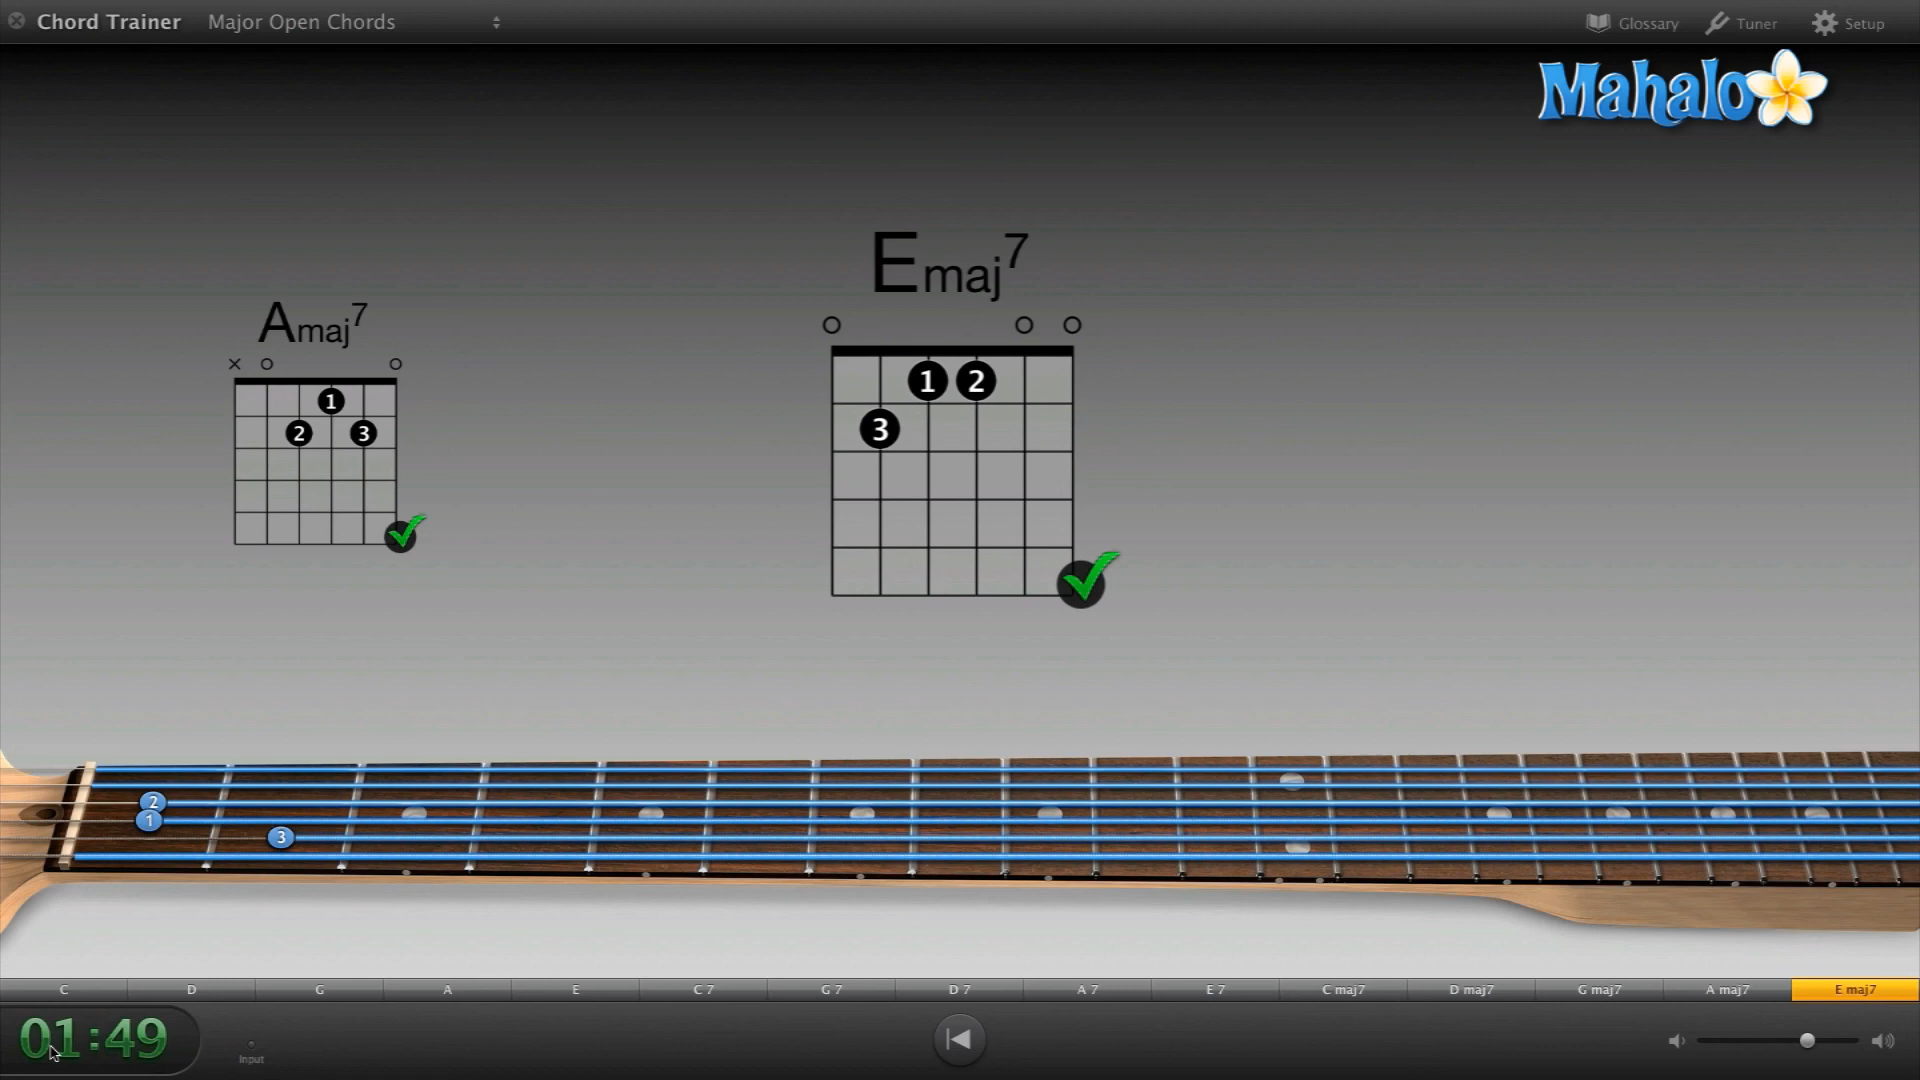 Chord Trainer Major Open Chords Glossary Tuner Setup
Mahalo
Emaj7
Amaj7
× O O
O O O
1
2 3
1 2
3
2
1
3
C D G A E C 7 G 7 D 7 A 7 E 7 C maj7 D maj7 G maj7 A maj7 E maj7
01:49
Input